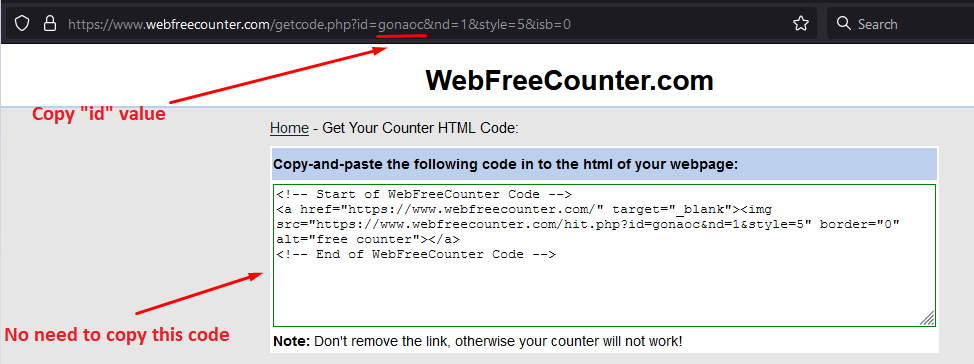 https://www.webfreecounter.com/getcode.php?id=gonaoc&nd=1&style=5&isb=0
Search
WebFreeCounter.com
Copy "id" value
Home - Get Your Counter HTML Code:
Copy-and-paste the following code in to the html of your webpage:
<!-- Start of WebFreeCounter Code -->
<a href="https://www.webfreecounter.com/" target="_blank"><img
src="https://www.webfreecounter.com/hit.php?id=gonaoc&nd=1&style=5" border="0"
alt="free counter"></a>
<!-- End of WebFreeCounter Code -->
No need to copy this code
Note: Don't remove the link, otherwise your counter will not work!